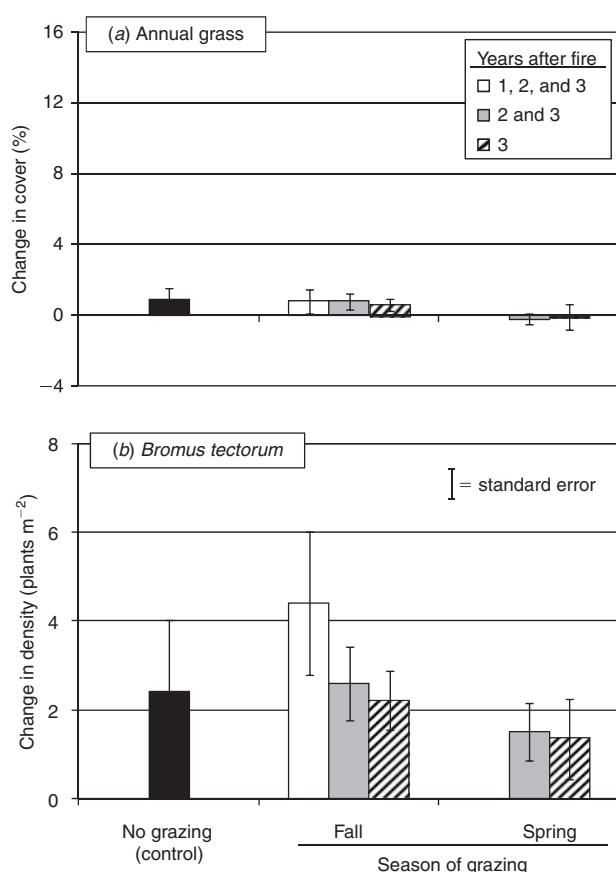 (a) Annual grass
Years after fire
1, 2, and 3
2 and 3
3
16
12
8
4
0
−4
Change in cover (%)
(b) Bromus tectorum
= standard error
8
6
4
2
0
Change in density (plants m−2)
No grazing
(control)
Fall
Spring
Season of grazing